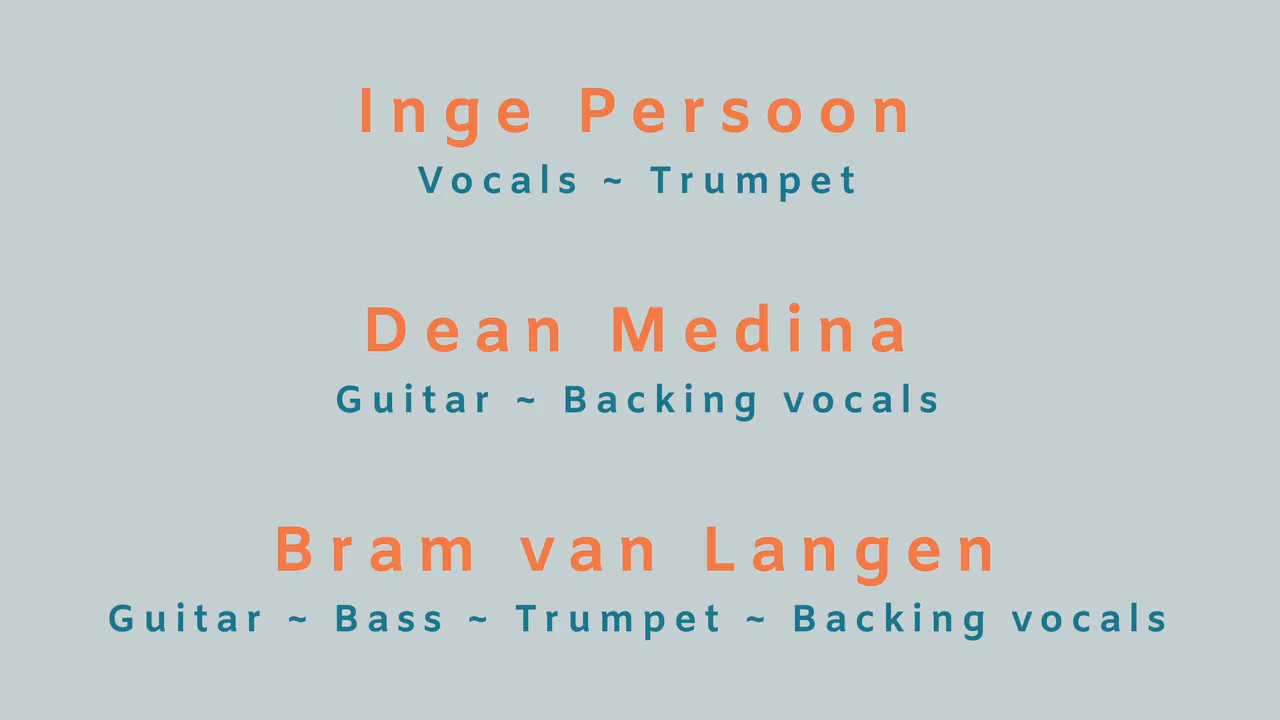 Inge Persoon
Vocals ~ Trumpet
Dean Medina
Guitar ~ Backing vocals
Bram van Langen
Guitar ~ Bass ~ Trumpet ~ Backing vocals